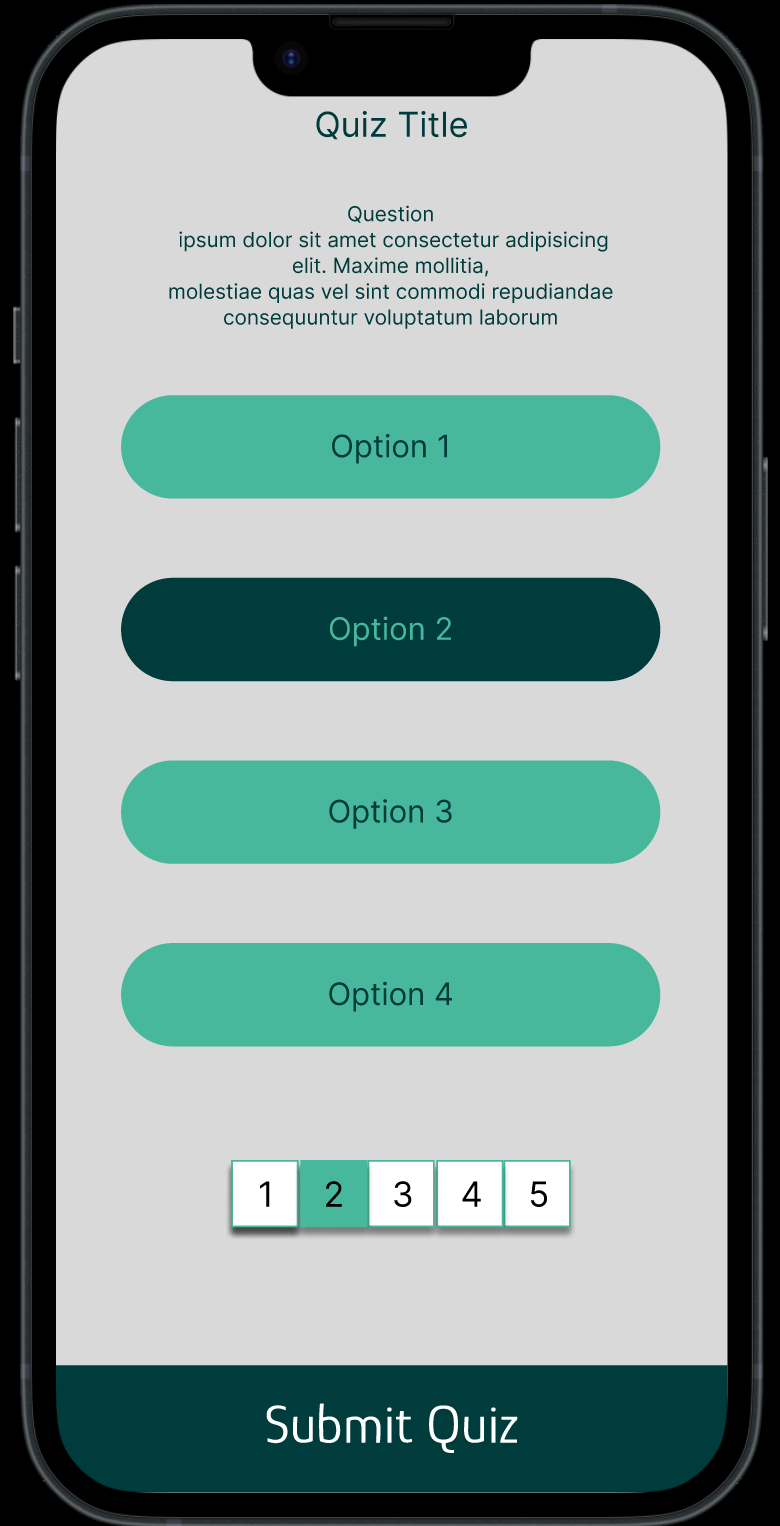 Quiz Title
Question
ipsum dolor sit amet consectetur adipisicing
elit. Maxime mollitia,
molestiae quas vel sint commodi repudiandae
consequuntur voluptatum laborum
Option 1
Option 2
Option 3
Option 4
1 2 3 4 5
Submit Quiz